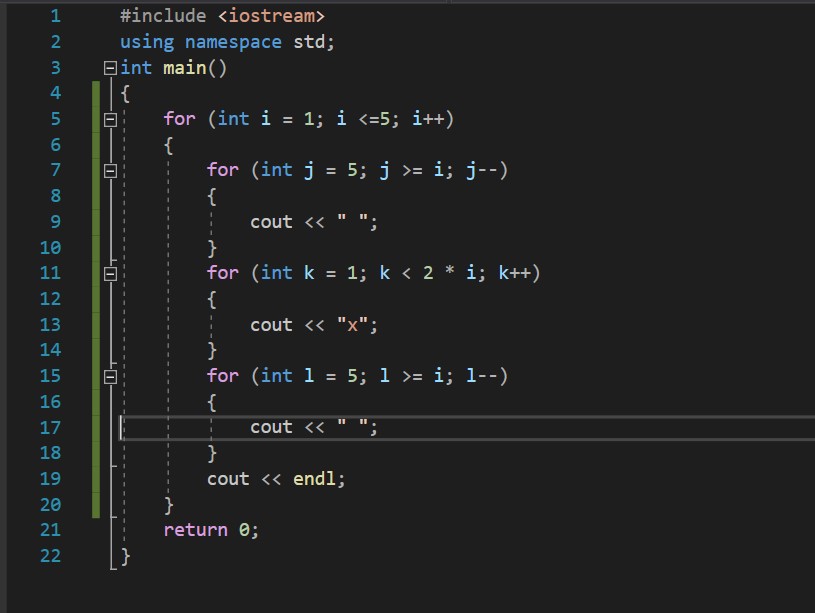 1 #include <iostream>
2 using namespace std;
3 int main()
4 {
5 for (int i = 1; i <=5; i++)
6 {
7 for (int j = 5; j >= i; j--)
8 {
9 cout << " ";
10 }
11 for (int k = 1; k < 2 * i; k++)
12 {
13 cout << "x";
14 }
15 for (int l = 5; l >= i; l--)
16 {
17 cout << " ";
18 }
19 cout << endl;
20 }
21 return 0;
22 }